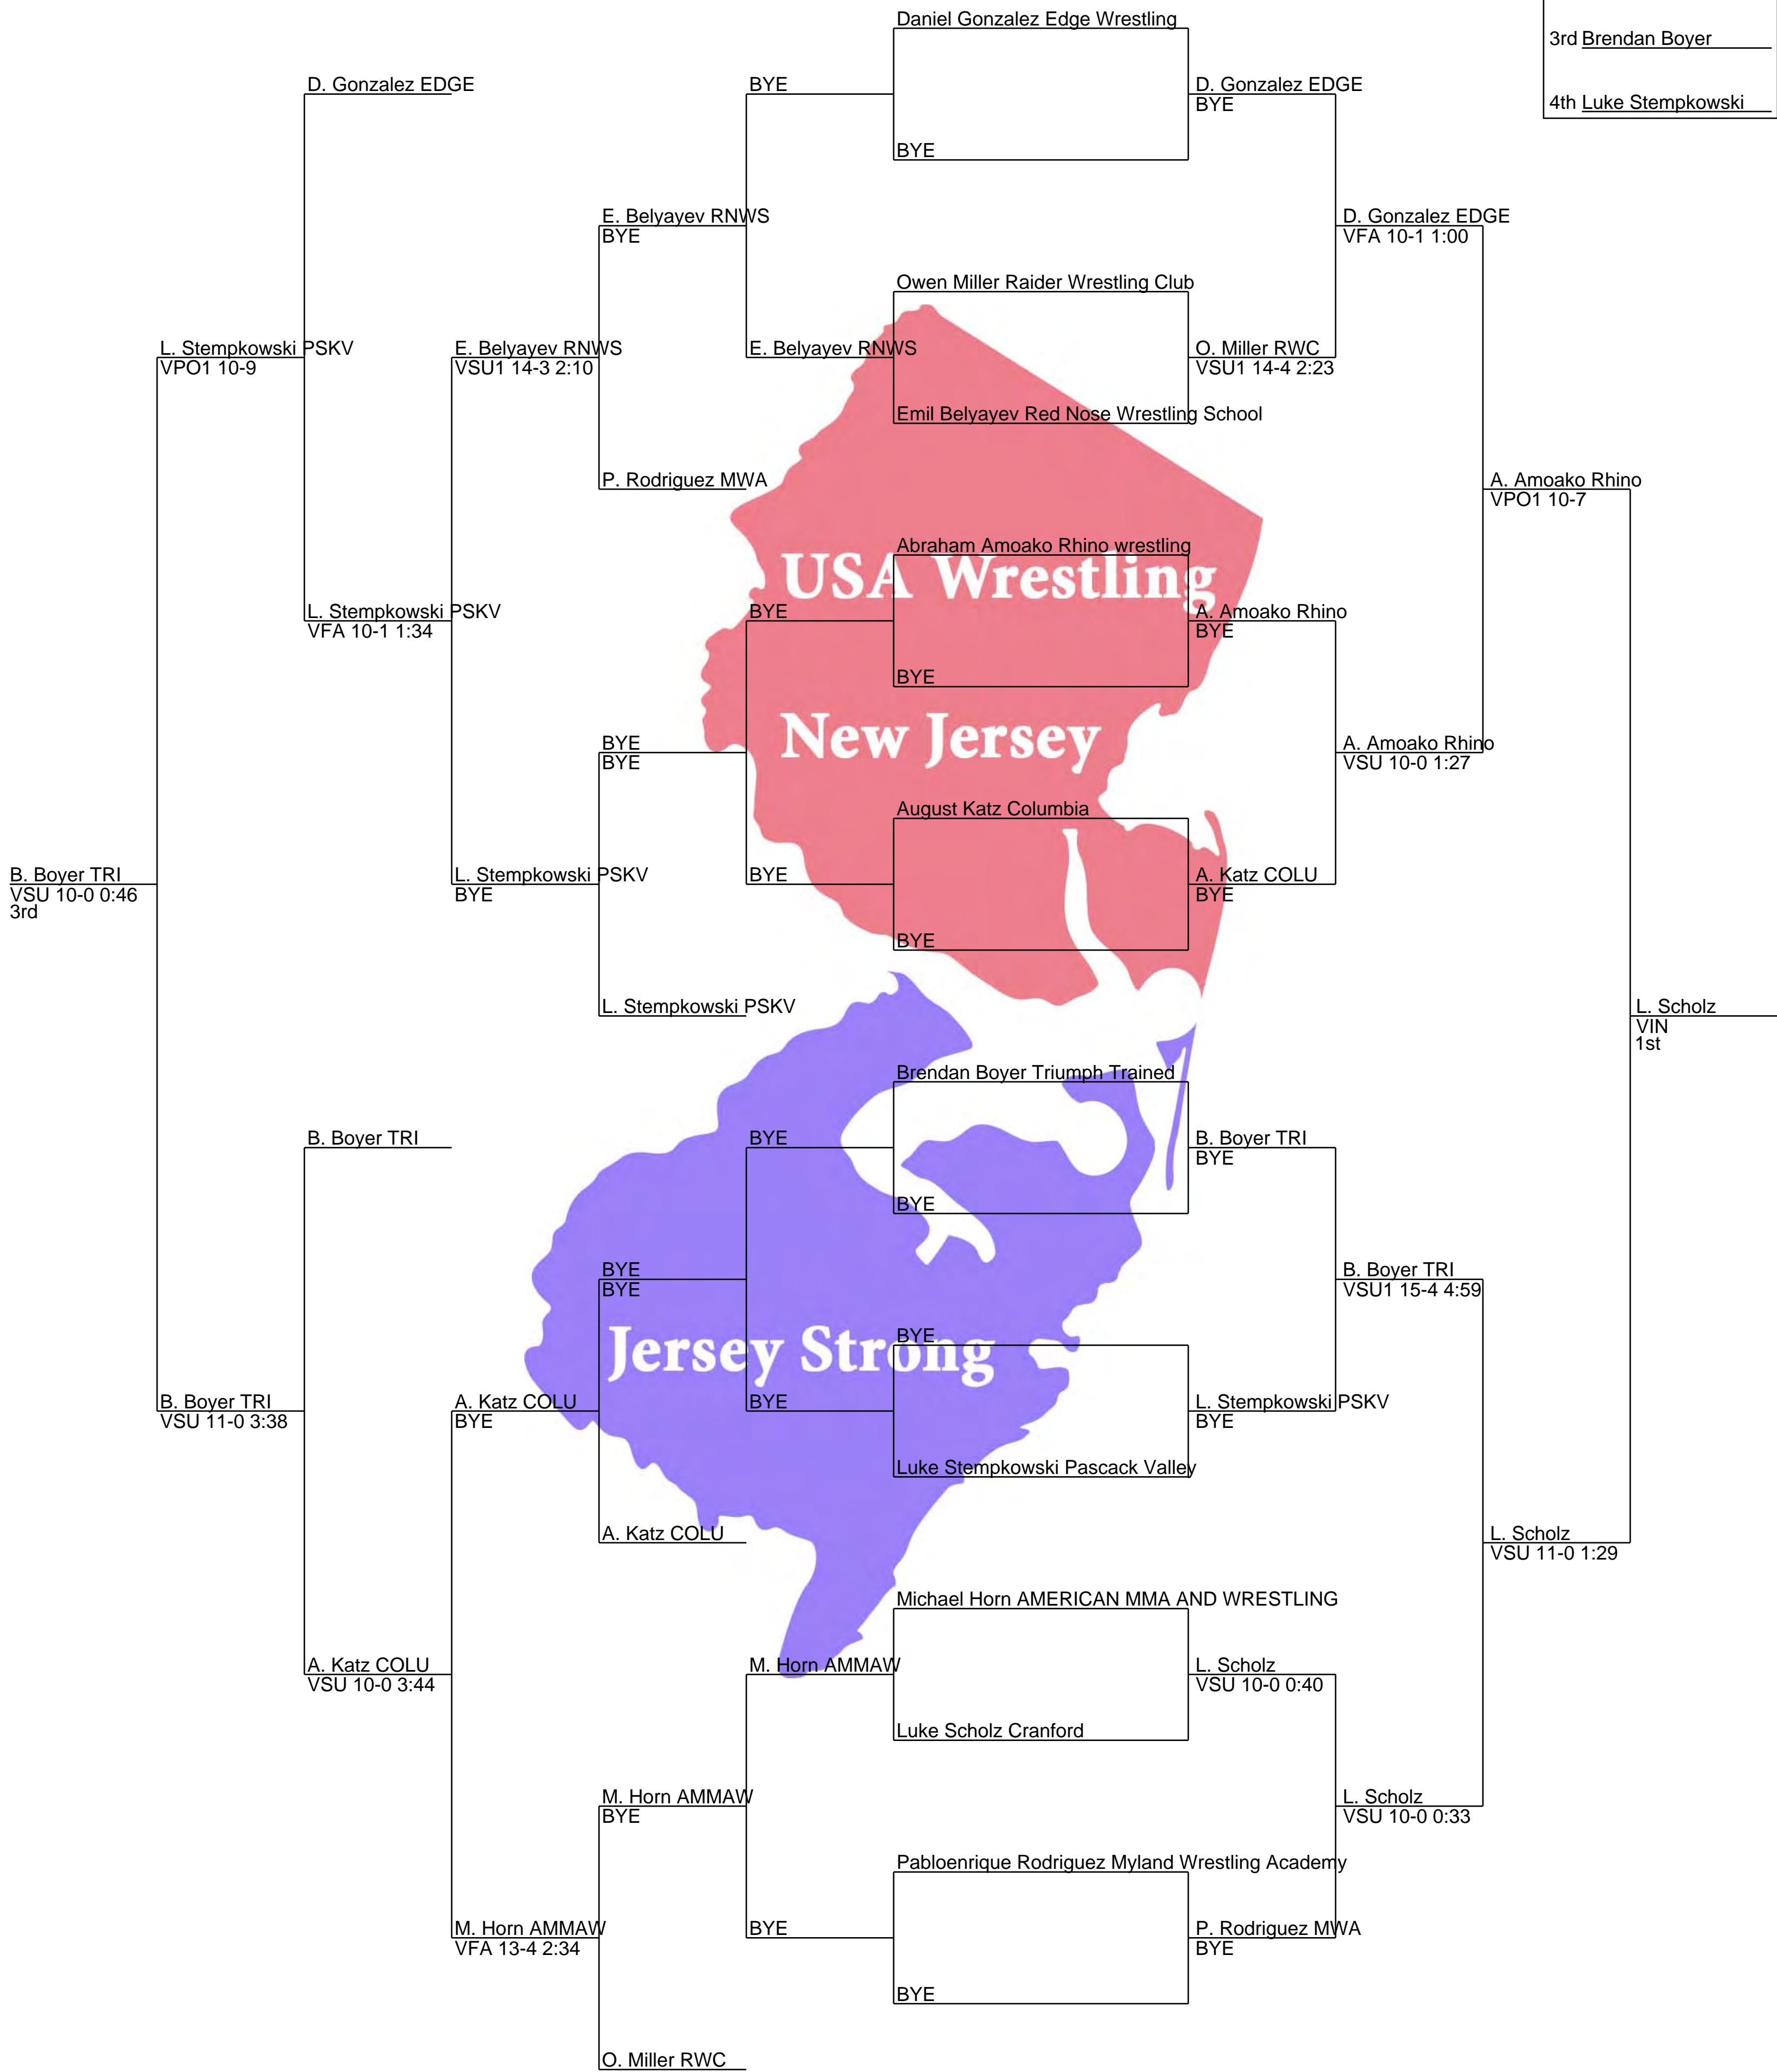 Daniel Gonzalez Edge Wrestling
3rd Brendan Boyer
D. Gonzalez EDGE
BYE
D. Gonzalez EDGE
BYE
4th Luke Stempkowski
BYE
E. Belyayev RNWS
BYE
D. Gonzalez EDGE
VFA 10-1 1:00
Owen Miller Raider Wrestling Club
L. Stempkowski PSKV
VPO1 10-9
E. Belyayev RNWS
VSU1 14-3 2:10
E. Belyayev RNWS
O. Miller RWC
VSU1 14-4 2:23
Emil Belyayev Red Nose Wrestling School
P. Rodriguez MWA
A. Amoako Rhino
VPO1 10-7
Abraham Amoako Rhino wrestling
USA Wrestling
L. Stempkowski PSKV
VFA 10-1 1:34
BYE
A. Amoako Rhino
BYE
BYE
New Jersey
BYE
BYE
A. Amoako Rhino
VSU 10-0 1:27
August Katz Columbia
B. Boyer TRI
VSU 10-0 0:46
3rd
L. Stempkowski PSKV
BYE
BYE
A. Katz COLU
BYE
BYE
L. Stempkowski PSKV
L. Scholz
VIN
1st
Brendan Boyer Triumph Trained
B. Boyer TRI
BYE
B. Boyer TRI
BYE
BYE
BYE
BYE
B. Boyer TRI
VSU1 15-4 4:59
BYE
Jersey Strong
B. Boyer TRI
VSU 11-0 3:38
A. Katz COLU
BYE
BYE
L. Stempkowski PSKV
BYE
Luke Stempkowski Pascack Valley
A. Katz COLU
L. Scholz
VSU 11-0 1:29
Michael Horn AMERICAN MMA AND WRESTLING
A. Katz COLU
VSU 10-0 3:44
M. Horn AMMAW
L. Scholz
VSU 10-0 0:40
Luke Scholz Cranford
M. Horn AMMAW
BYE
L. Scholz
VSU 10-0 0:33
Pabloenrique Rodriguez Myland Wrestling Academy
M. Horn AMMAW
VFA 13-4 2:34
BYE
P. Rodriguez MWA
BYE
BYE
O. Miller RWC